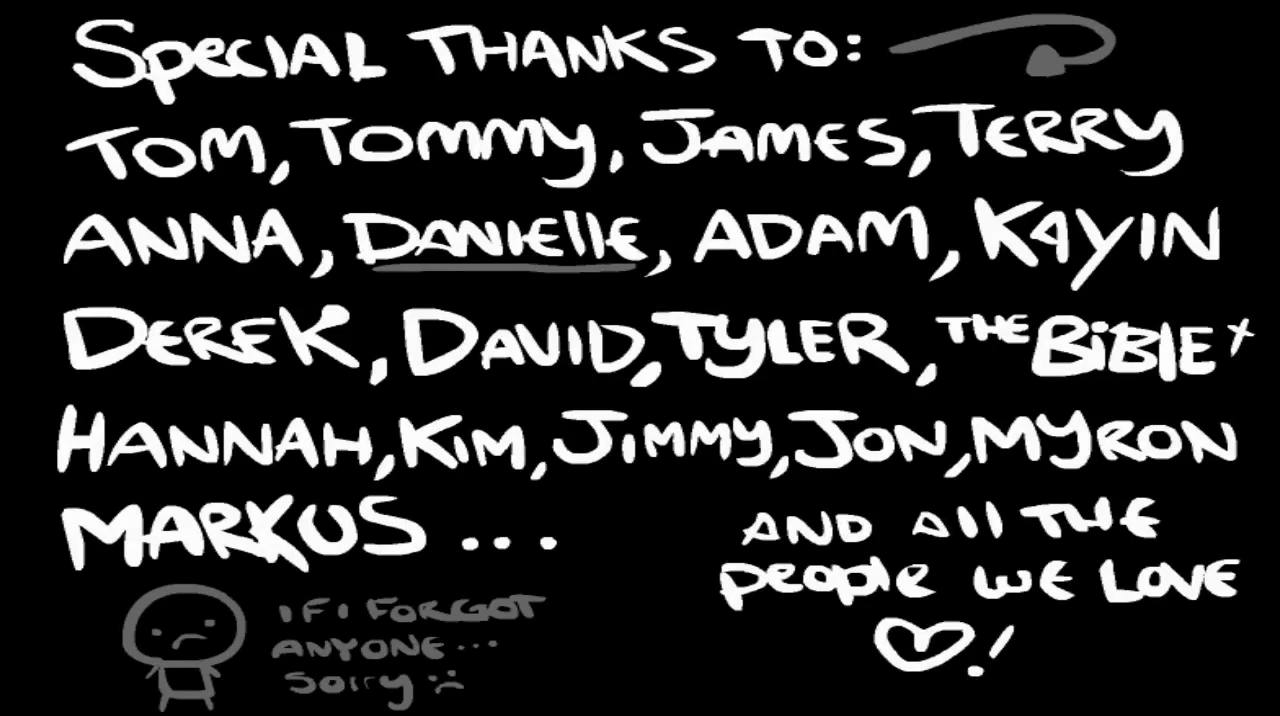 SPECIAL THANKS TO:
TOM, TOMMY, JAMES, TERRY
ANNA, DANIELLE, ADAM, KAYIN
DEREK, DAVID, TYLER, THE BIBLE+
HANNAH, KIM, JIMMY, JON, MYRON
MARKUS...
AND ALL THE
PEOPLE WE LOVE
♡!
IF I FORGOT
ANYONE...
SORRY :(